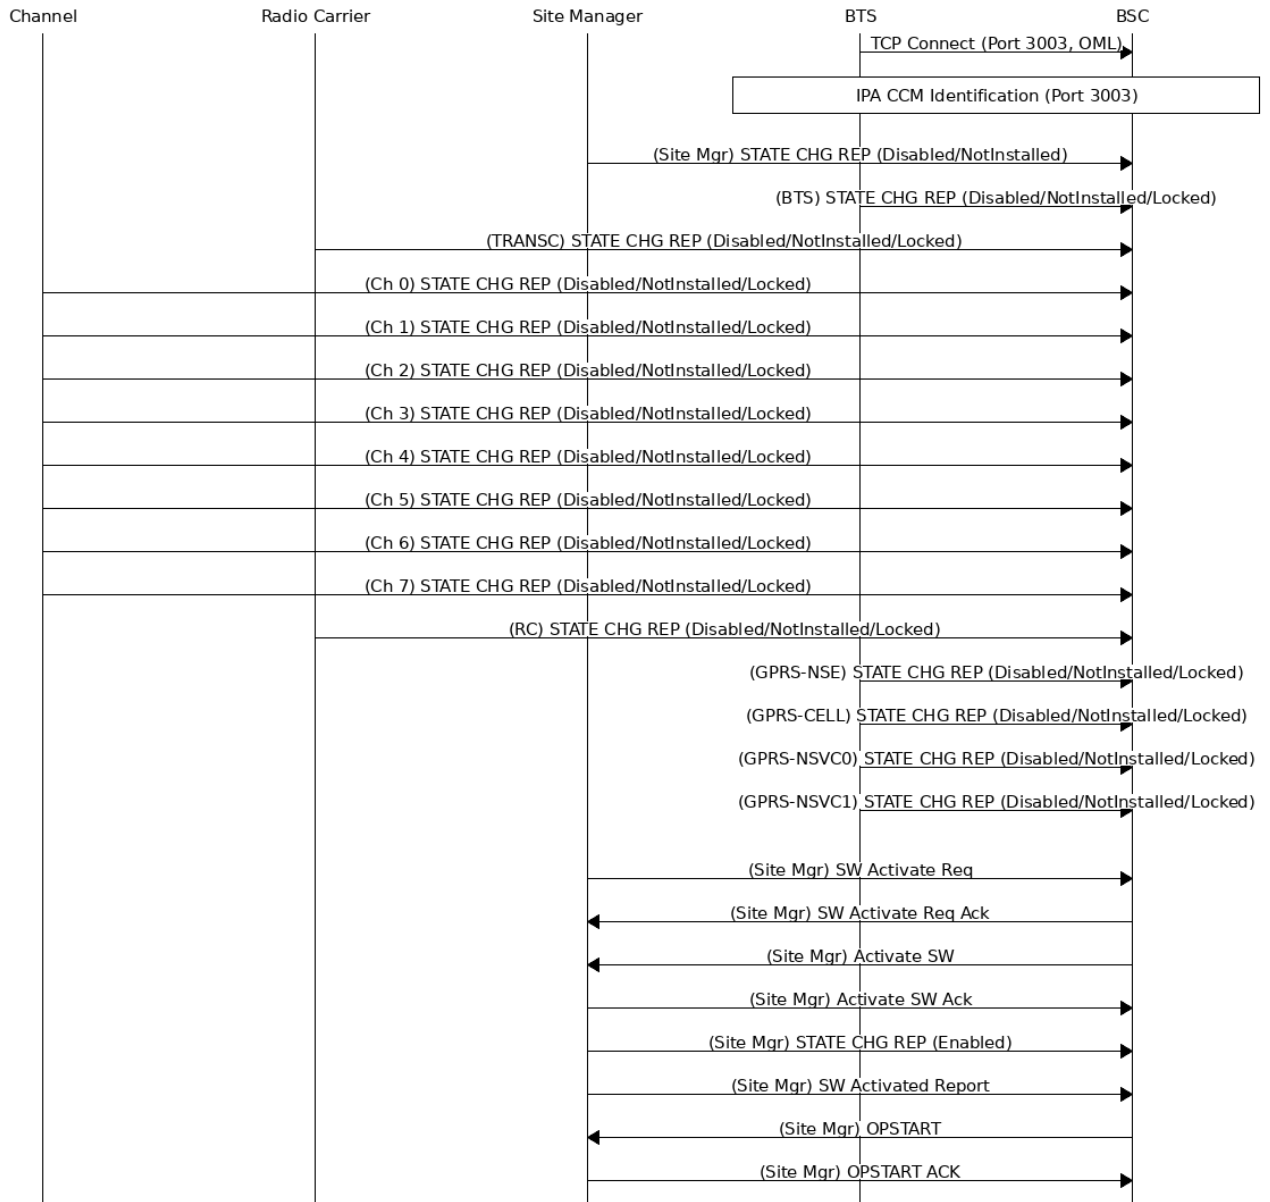 Channel Radio Carrier Site Manager BTS BSC
TCP Connect (Port 3003, OML)
IPA CCM Identification (Port 3003)
(Site Mgr) STATE CHG REP (Disabled/NotInstalled)
(BTS) STATE CHG REP (Disabled/NotInstalled/Locked)
(TRANSC) STATE CHG REP (Disabled/NotInstalled/Locked)
(Ch 0) STATE CHG REP (Disabled/NotInstalled/Locked)
(Ch 1) STATE CHG REP (Disabled/NotInstalled/Locked)
(Ch 2) STATE CHG REP (Disabled/NotInstalled/Locked)
(Ch 3) STATE CHG REP (Disabled/NotInstalled/Locked)
(Ch 4) STATE CHG REP (Disabled/NotInstalled/Locked)
(Ch 5) STATE CHG REP (Disabled/NotInstalled/Locked)
(Ch 6) STATE CHG REP (Disabled/NotInstalled/Locked)
(Ch 7) STATE CHG REP (Disabled/NotInstalled/Locked)
(RC) STATE CHG REP (Disabled/NotInstalled/Locked)
(GPRS-NSE) STATE CHG REP (Disabled/NotInstalled/Locked)
(GPRS-CELL) STATE CHG REP (Disabled/NotInstalled/Locked)
(GPRS-NSVC0) STATE CHG REP (Disabled/NotInstalled/Locked)
(GPRS-NSVC1) STATE CHG REP (Disabled/NotInstalled/Locked)
(Site Mgr) SW Activate Req
(Site Mgr) SW Activate Req Ack
(Site Mgr) Activate SW
(Site Mgr) Activate SW Ack
(Site Mgr) STATE CHG REP (Enabled)
(Site Mgr) SW Activated Report
(Site Mgr) OPSTART
(Site Mgr) OPSTART ACK